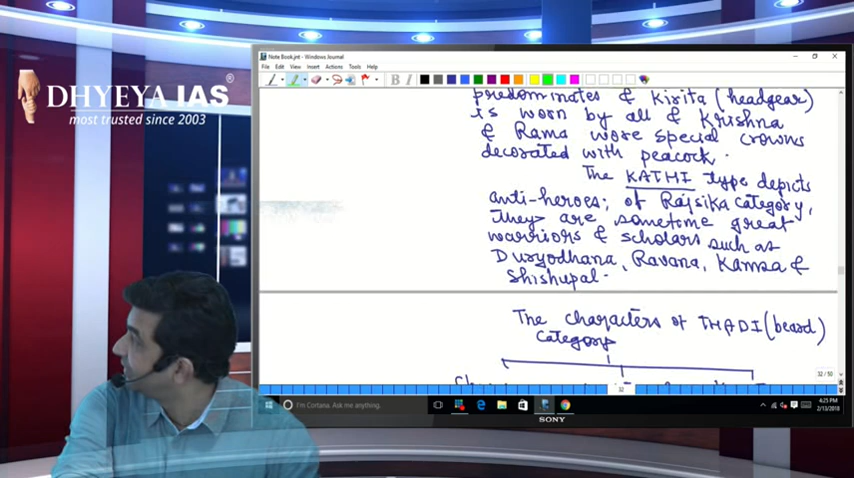 DHYEYA IAS®
most trusted since 2003
Note Book.jnt - Windows Journal
File Edit View Insert Actions Tools Help
predominates & Kirita (headgear)
is worn by all & Krishna
& Rama wore special crowns
decorated with peacock.
The KATHI type depicts
anti-heroes; of Rajsika category,
They are sometime great
warriors & scholars such as
Duryodhana, Ravana, Kamsa &
Shishupal.
The characters of THADI (beard)
category
32 / 50
32
I'm Cortana. Ask me anything.
4:25 PM
2/13/2018
SONY